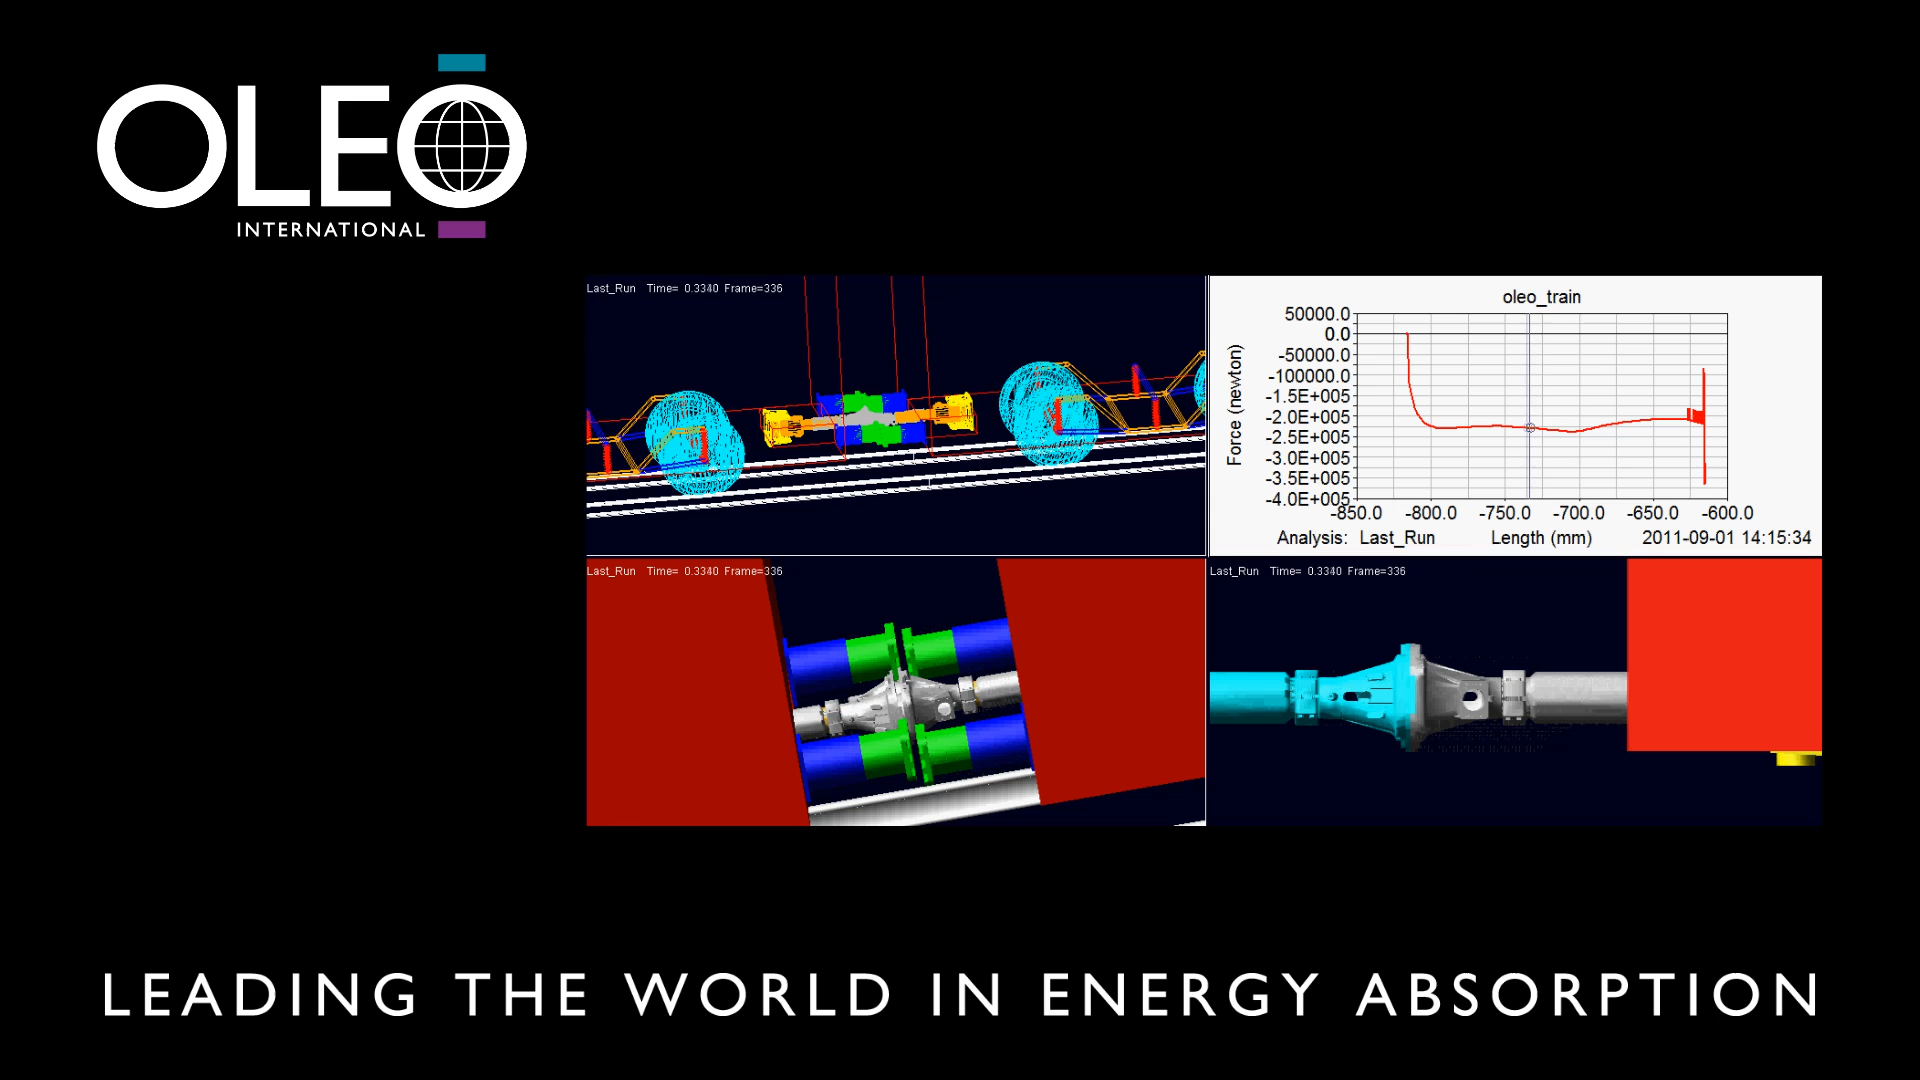 OLEO
INTERNATIONAL
Last_Run Time= 0.3340 Frame=336
oleo_train
50000.0
0.0
-50000.0
-100000.0
-1.5E+005
-2.0E+005
-2.5E+005
-3.0E+005
-3.5E+005
-4.0E+005
Force (newton)
-850.0 -800.0 -750.0 -700.0 -650.0 -600.0
Analysis: Last_Run Length (mm) 2011-09-01 14:15:34
Last_Run Time= 0.3340 Frame=336
Last_Run Time= 0.3340 Frame=336
LEADING THE WORLD IN ENERGY ABSORPTION